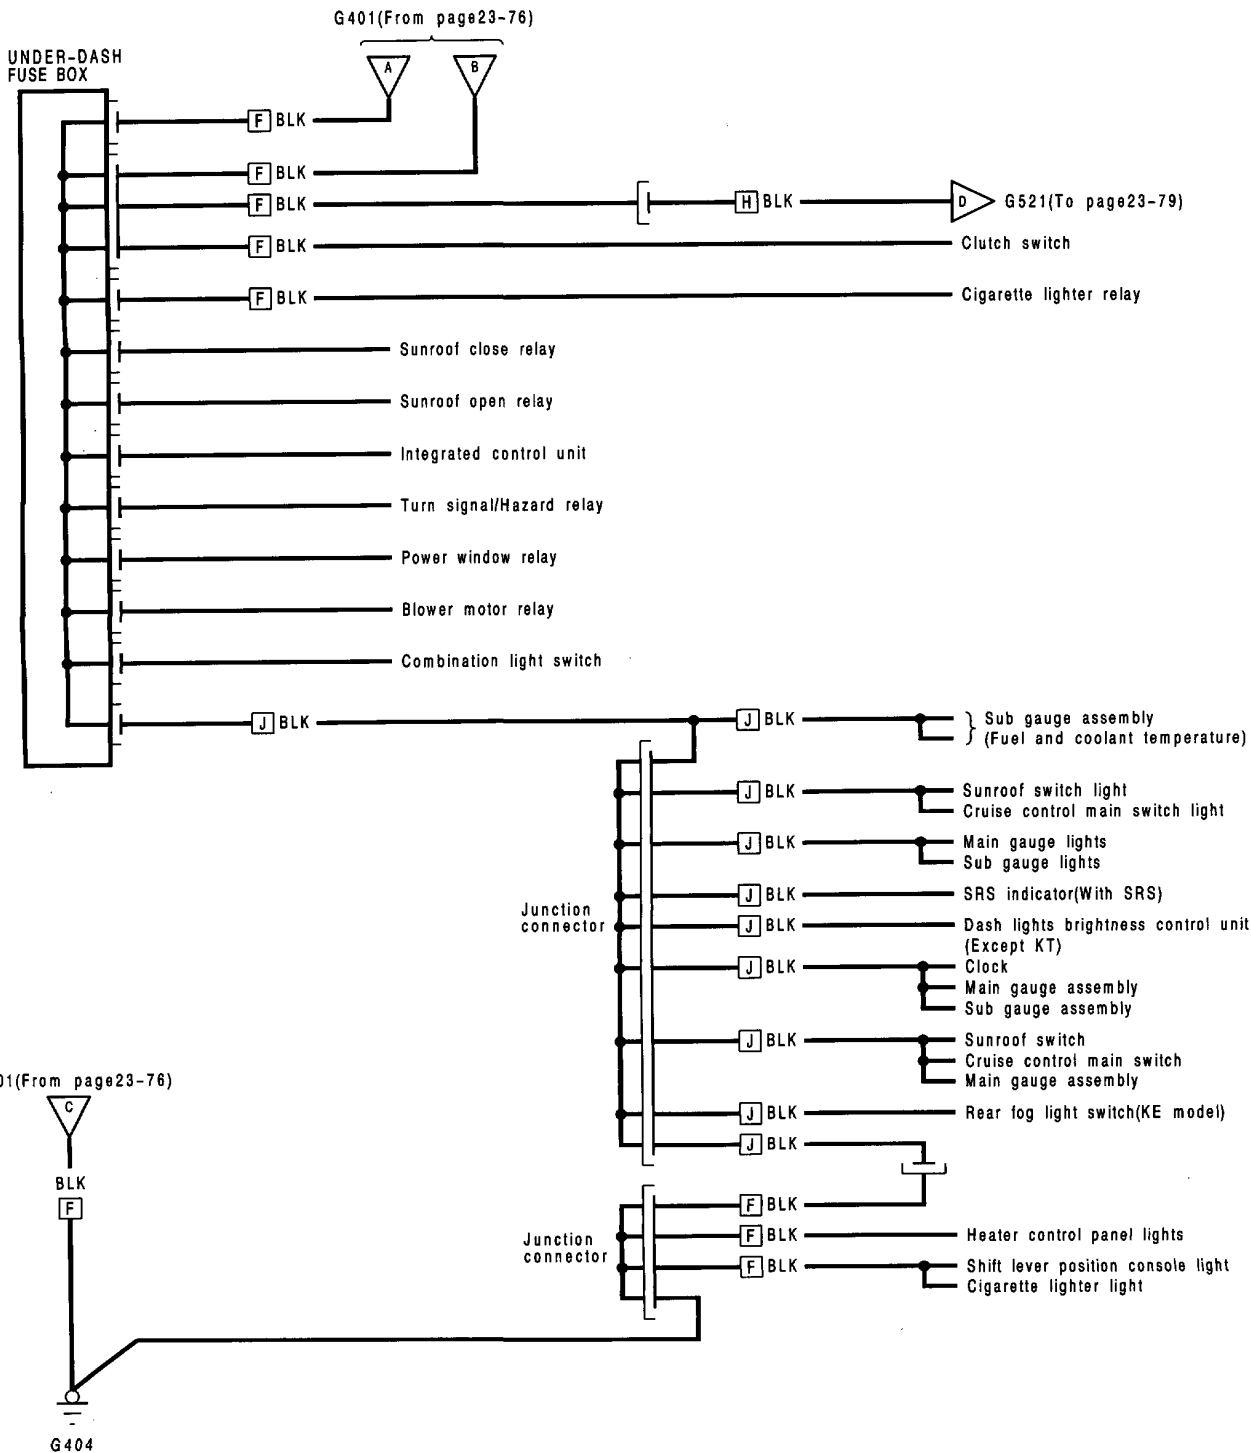 G401(From page23-76)
UNDER-DASH
FUSE BOX
A
B
F BLK
F BLK
F BLK
H BLK
D
G521(To page23-79)
F BLK
Clutch switch
F BLK
Cigarette lighter relay
Sunroof close relay
Sunroof open relay
Integrated control unit
Turn signal/Hazard relay
Power window relay
Blower motor relay
Combination light switch
J BLK
J BLK
Sub gauge assembly
(Fuel and coolant temperature)
J BLK
Sunroof switch light
Cruise control main switch light
J BLK
Main gauge lights
Sub gauge lights
J BLK
SRS indicator(With SRS)
Junction
connector
J BLK
Dash lights brightness control unit
(Except KT)
J BLK
Clock
Main gauge assembly
Sub gauge assembly
J BLK
Sunroof switch
Cruise control main switch
Main gauge assembly
01(From page23-76)
C
J BLK
Rear fog light switch(KE model)
J BLK
BLK
F
F BLK
Junction
connector
F BLK
Heater control panel lights
F BLK
Shift lever position console light
Cigarette lighter light
G404